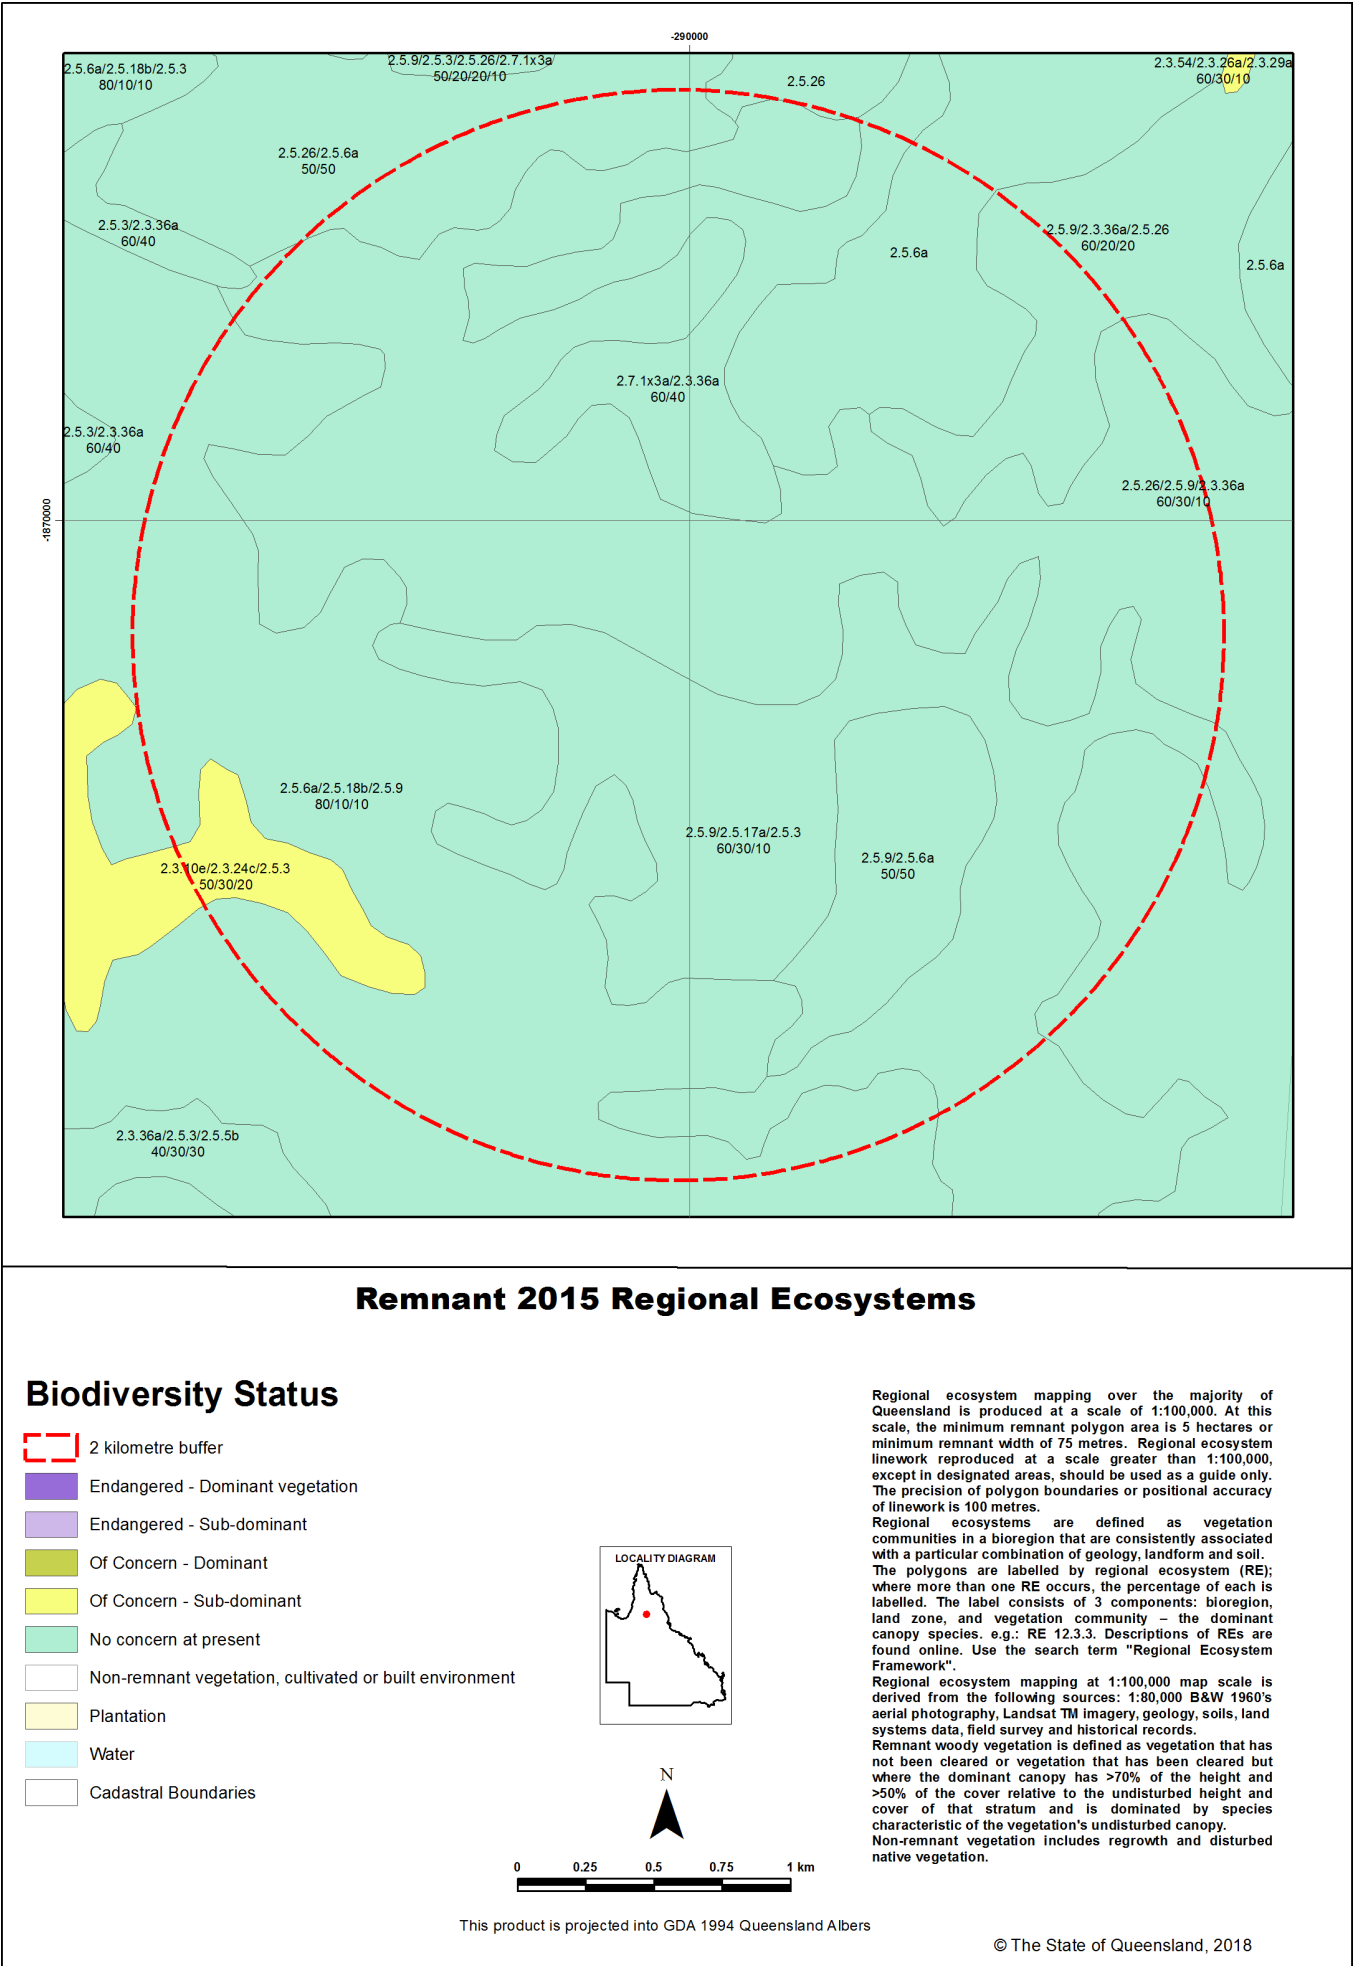 -290000
2.5.6a/2.5.18b/2.5.3
80/10/10
2.5.9/2.5.3/2.5.26/2.7.1x3a
50/20/20/10
2.5.26
2.3.54/2.3.26a/2.3.29a
60/30/10
2.5.26/2.5.6a
50/50
2.5.3/2.3.36a
60/40
2.5.9/2.3.36a/2.5.26
60/20/20
2.5.6a
2.5.6a
2.7.1x3a/2.3.36a
60/40
2.5.3/2.3.36a
60/40
2.5.26/2.5.9/2.3.36a
60/30/10
-1870000
2.5.6a/2.5.18b/2.5.9
80/10/10
2.5.9/2.5.17a/2.5.3
60/30/10
2.5.9/2.5.6a
50/50
2.3.10e/2.3.24c/2.5.3
50/30/20
2.3.36a/2.5.3/2.5.5b
40/30/30
Remnant 2015 Regional Ecosystems
Biodiversity Status
2 kilometre buffer
Endangered - Dominant vegetation
Endangered - Sub-dominant
Of Concern - Dominant
Of Concern - Sub-dominant
No concern at present
Non-remnant vegetation, cultivated or built environment
Plantation
Water
Cadastral Boundaries
LOCALITY DIAGRAM
N
0 0.25 0.5 0.75 1 km
This product is projected into GDA 1994 Queensland Albers
Regional ecosystem mapping over the majority of
Queensland is produced at a scale of 1:100,000. At this
scale, the minimum remnant polygon area is 5 hectares or
minimum remnant width of 75 metres. Regional ecosystem
linework reproduced at a scale greater than 1:100,000,
except in designated areas, should be used as a guide only.
The precision of polygon boundaries or positional accuracy
of linework is 100 metres.
Regional ecosystems are defined as vegetation
communities in a bioregion that are consistently associated
with a particular combination of geology, landform and soil.
The polygons are labelled by regional ecosystem (RE);
where more than one RE occurs, the percentage of each is
labelled. The label consists of 3 components: bioregion,
land zone, and vegetation community – the dominant
canopy species. e.g.: RE 12.3.3. Descriptions of REs are
found online. Use the search term "Regional Ecosystem
Framework".
Regional ecosystem mapping at 1:100,000 map scale is
derived from the following sources: 1:80,000 B&W 1960's
aerial photography, Landsat TM imagery, geology, soils, land
systems data, field survey and historical records.
Remnant woody vegetation is defined as vegetation that has
not been cleared or vegetation that has been cleared but
where the dominant canopy has >70% of the height and
>50% of the cover relative to the undisturbed height and
cover of that stratum and is dominated by species
characteristic of the vegetation's undisturbed canopy.
Non-remnant vegetation includes regrowth and disturbed
native vegetation.
© The State of Queensland, 2018